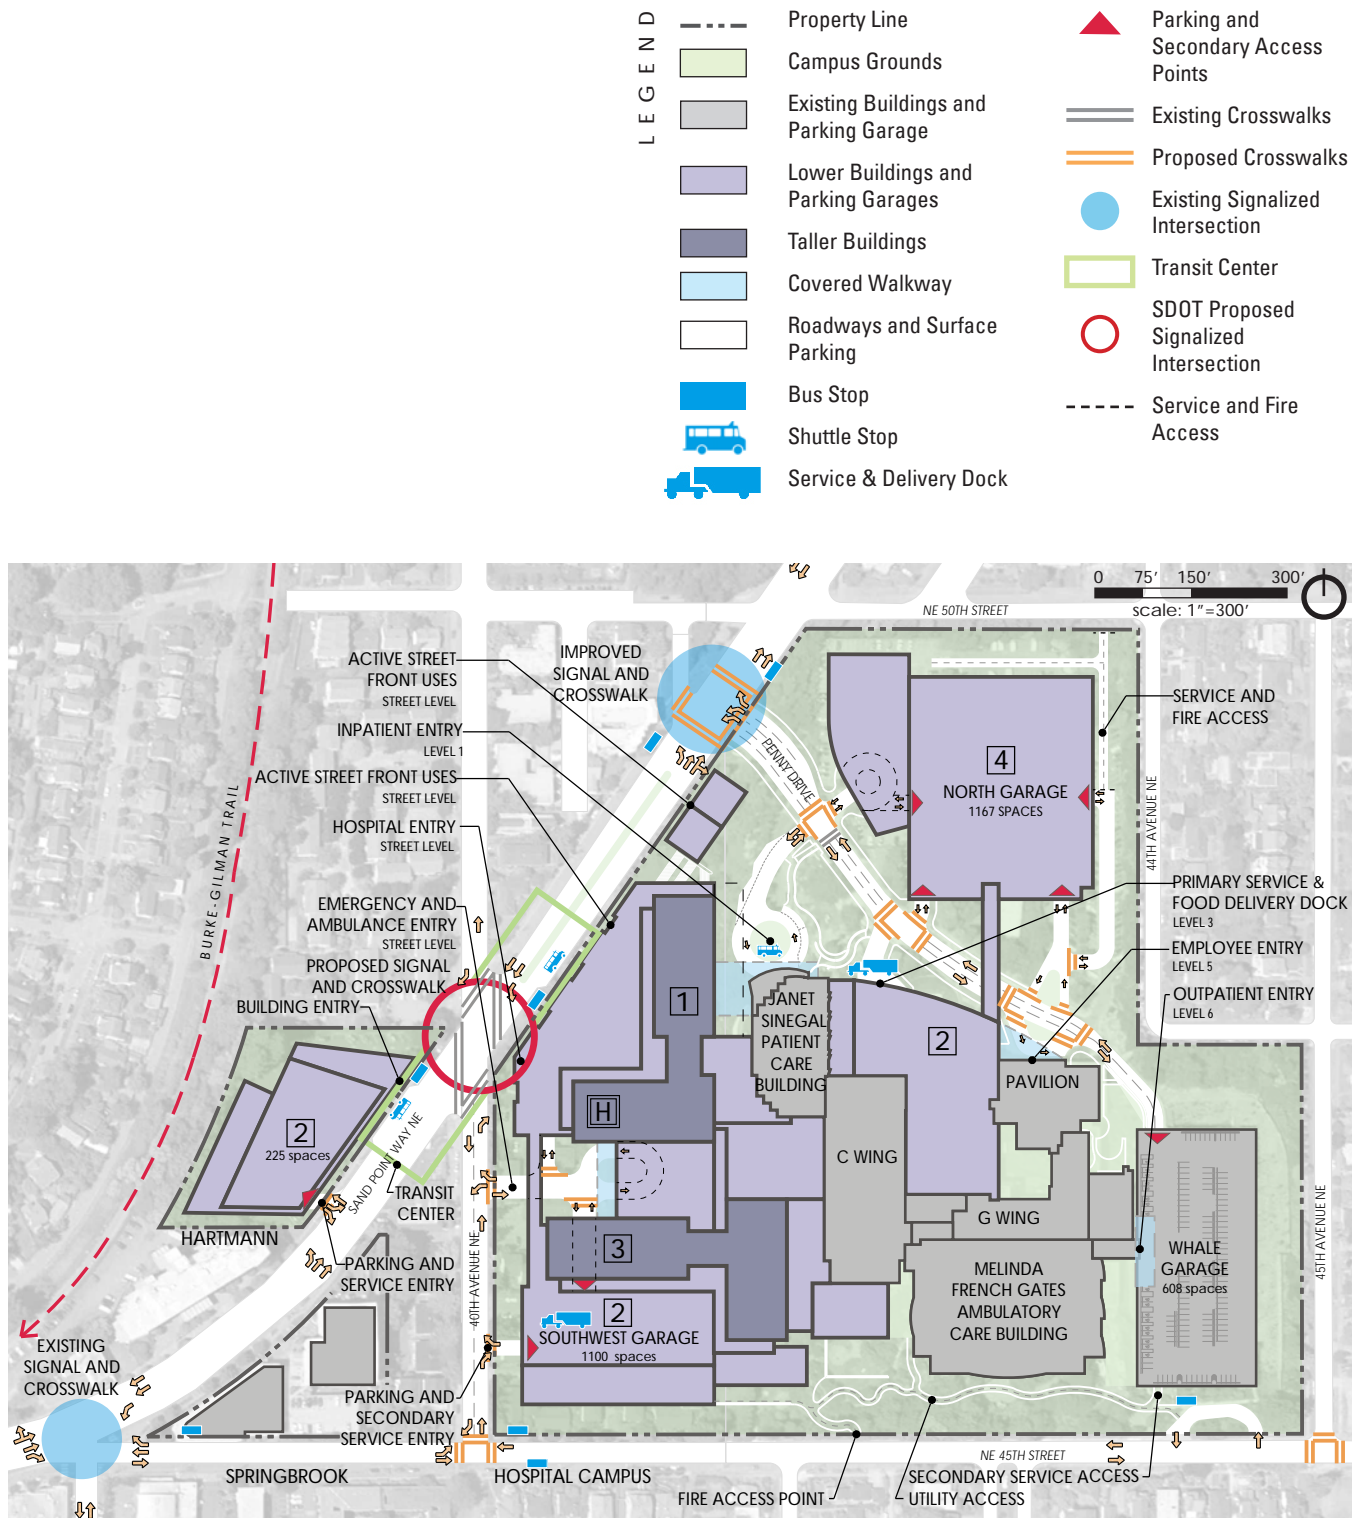 LEGEND
Property Line
Campus Grounds
Existing Buildings and
Parking Garage
Lower Buildings and
Parking Garages
Taller Buildings
Covered Walkway
Roadways and Surface
Parking
Bus Stop
Shuttle Stop
Service & Delivery Dock
Parking and
Secondary Access
Points
Existing Crosswalks
Proposed Crosswalks
Existing Signalized
Intersection
Transit Center
SDOT Proposed
Signalized
Intersection
Service and Fire
Access
0 75' 150' 300'
scale: 1"=300'
NE 50TH STREET
ACTIVE STREET
FRONT USES
STREET LEVEL
INPATIENT ENTRY
LEVEL 1
ACTIVE STREET FRONT USES
STREET LEVEL
HOSPITAL ENTRY
STREET LEVEL
EMERGENCY AND
AMBULANCE ENTRY
STREET LEVEL
PROPOSED SIGNAL
AND CROSSWALK
BUILDING ENTRY
IMPROVED
SIGNAL AND
CROSSWALK
PENNY DRIVE
4
NORTH GARAGE
1167 SPACES
SERVICE AND
FIRE ACCESS
44TH AVENUE NE
PRIMARY SERVICE &
FOOD DELIVERY DOCK
LEVEL 3
EMPLOYEE ENTRY
LEVEL 5
OUTPATIENT ENTRY
LEVEL 6
BURKE-GILMAN TRAIL
1
JANET
SINEGAL
PATIENT
CARE
BUILDING
2
PAVILION
H
C WING
G WING
2
225 spaces
HARTMANN
SAND POINT WAY NE
TRANSIT
CENTER
PARKING AND
SERVICE ENTRY
40TH AVENUE NE
3
2
SOUTHWEST GARAGE
1100 spaces
MELINDA
FRENCH GATES
AMBULATORY
CARE BUILDING
WHALE
GARAGE
608 spaces
45TH AVENUE NE
EXISTING
SIGNAL AND
CROSSWALK
PARKING AND
SECONDARY
SERVICE ENTRY
SPRINGBROOK
HOSPITAL CAMPUS
NE 45TH STREET
FIRE ACCESS POINT
SECONDARY SERVICE ACCESS
UTILITY ACCESS